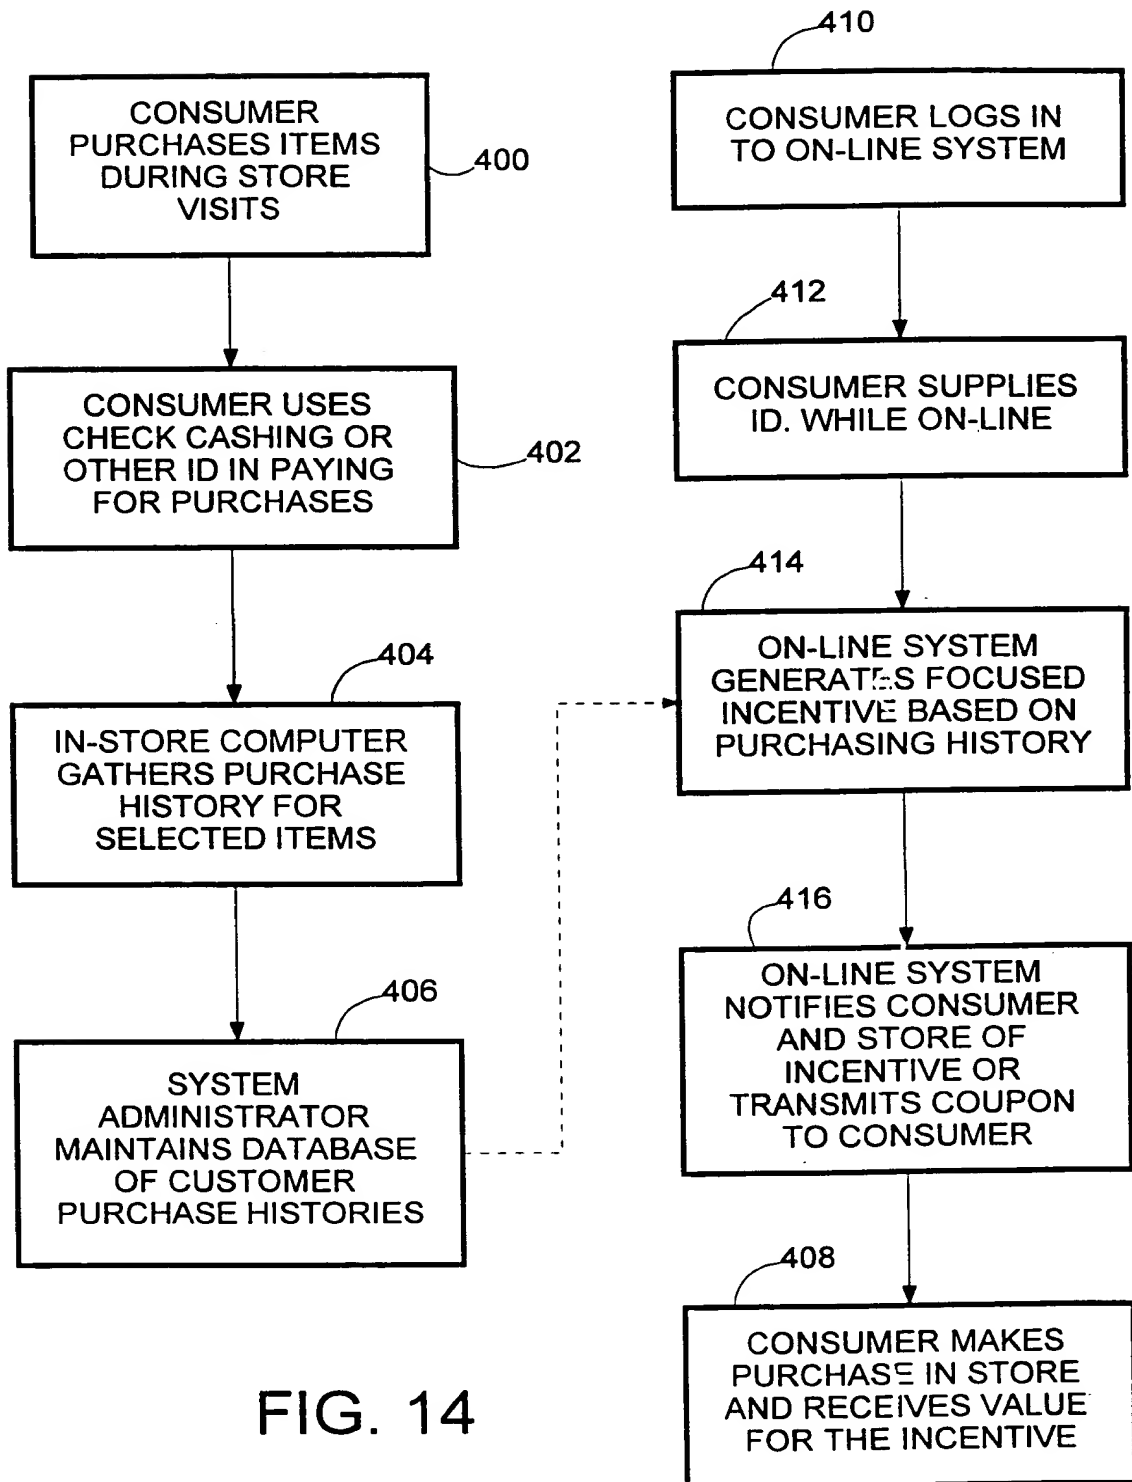 CONSUMER
PURCHASES ITEMS
DURING STORE
VISITS
400
CONSUMER USES
CHECK CASHING OR
OTHER ID IN PAYING
FOR PURCHASES
402
404
IN-STORE COMPUTER
GATHERS PURCHASE
HISTORY FOR
SELECTED ITEMS
406
SYSTEM
ADMINISTRATOR
MAINTAINS DATABASE
OF CUSTOMER
PURCHASE HISTORIES
410
CONSUMER LOGS IN
TO ON-LINE SYSTEM
412
CONSUMER SUPPLIES
ID. WHILE ON-LINE
414
ON-LINE SYSTEM
GENERATES FOCUSED
INCENTIVE BASED ON
PURCHASING HISTORY
416
ON-LINE SYSTEM
NOTIFIES CONSUMER
AND STORE OF
INCENTIVE OR
TRANSMITS COUPON
TO CONSUMER
408
CONSUMER MAKES
PURCHASE IN STORE
AND RECEIVES VALUE
FOR THE INCENTIVE
FIG. 14